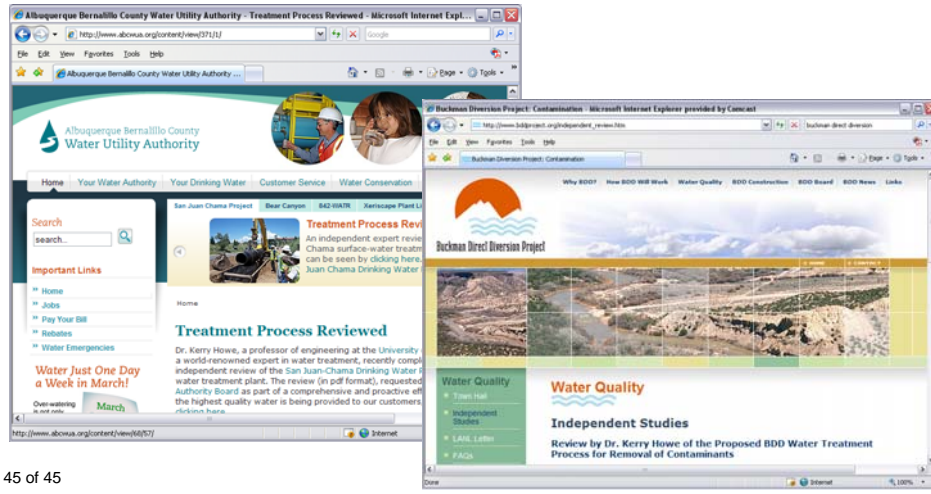 Albuquerque Bernalillo County Water Utility Authority - Treatment Process Reviewed - Microsoft Internet Expl...
http://www.abcwua.org/content/view/371/1/
Google
File Edit View Favorites Tools Help
Albuquerque Bernalillo County Water Utility Authority ...
Page
Tools
Albuquerque Bernalillo County
Water Utility Authority
Home Your Water Authority Your Drinking Water Customer Service Water Conservation
San Juan Chama Project Bear Canyon 842-WATR Xeriscape Plant Li
Search
search...
Important Links
» Home
» Jobs
» Pay Your Bill
» Rebates
» Water Emergencies
Water Just One Day
a Week in March!
Over-watering
is not only
March
Treatment Process Revi
An independent expert revie
Chama surface-water treatm
can be seen by clicking here.
Juan Chama Drinking Water
Home
Treatment Process Reviewed
Dr. Kerry Howe, a professor of engineering at the University
a world-renowned expert in water treatment, recently compl
independent review of the San Juan-Chama Drinking Water P
water treatment plant. The review (in pdf format), requested
Authority Board as part of a comprehensive and proactive eff
the highest quality water is being provided to our customers.
clicking here.
http://www.abcwua.org/content/view/68/57/
Internet
Buckman Diversion Project: Contamination - Microsoft Internet Explorer provided by Comcast
http://www.bddproject.org/independent_review.htm
buckman direct diversion
File Edit View Favorites Tools Help
Buckman Diversion Project: Contamination
Page Tools
Why BDD? How BDD Will Work Water Quality BDD Construction BDD Board BDD News Links
Buckman Direct Diversion Project
HOME CONTACT
Water Quality
Town Hall
Independent
Studies
LANL Letter
FAQs
Water Quality
Independent Studies
Review by Dr. Kerry Howe of the Proposed BDD Water Treatment
Process for Removal of Contaminants
Done
Internet
100%
45 of 45